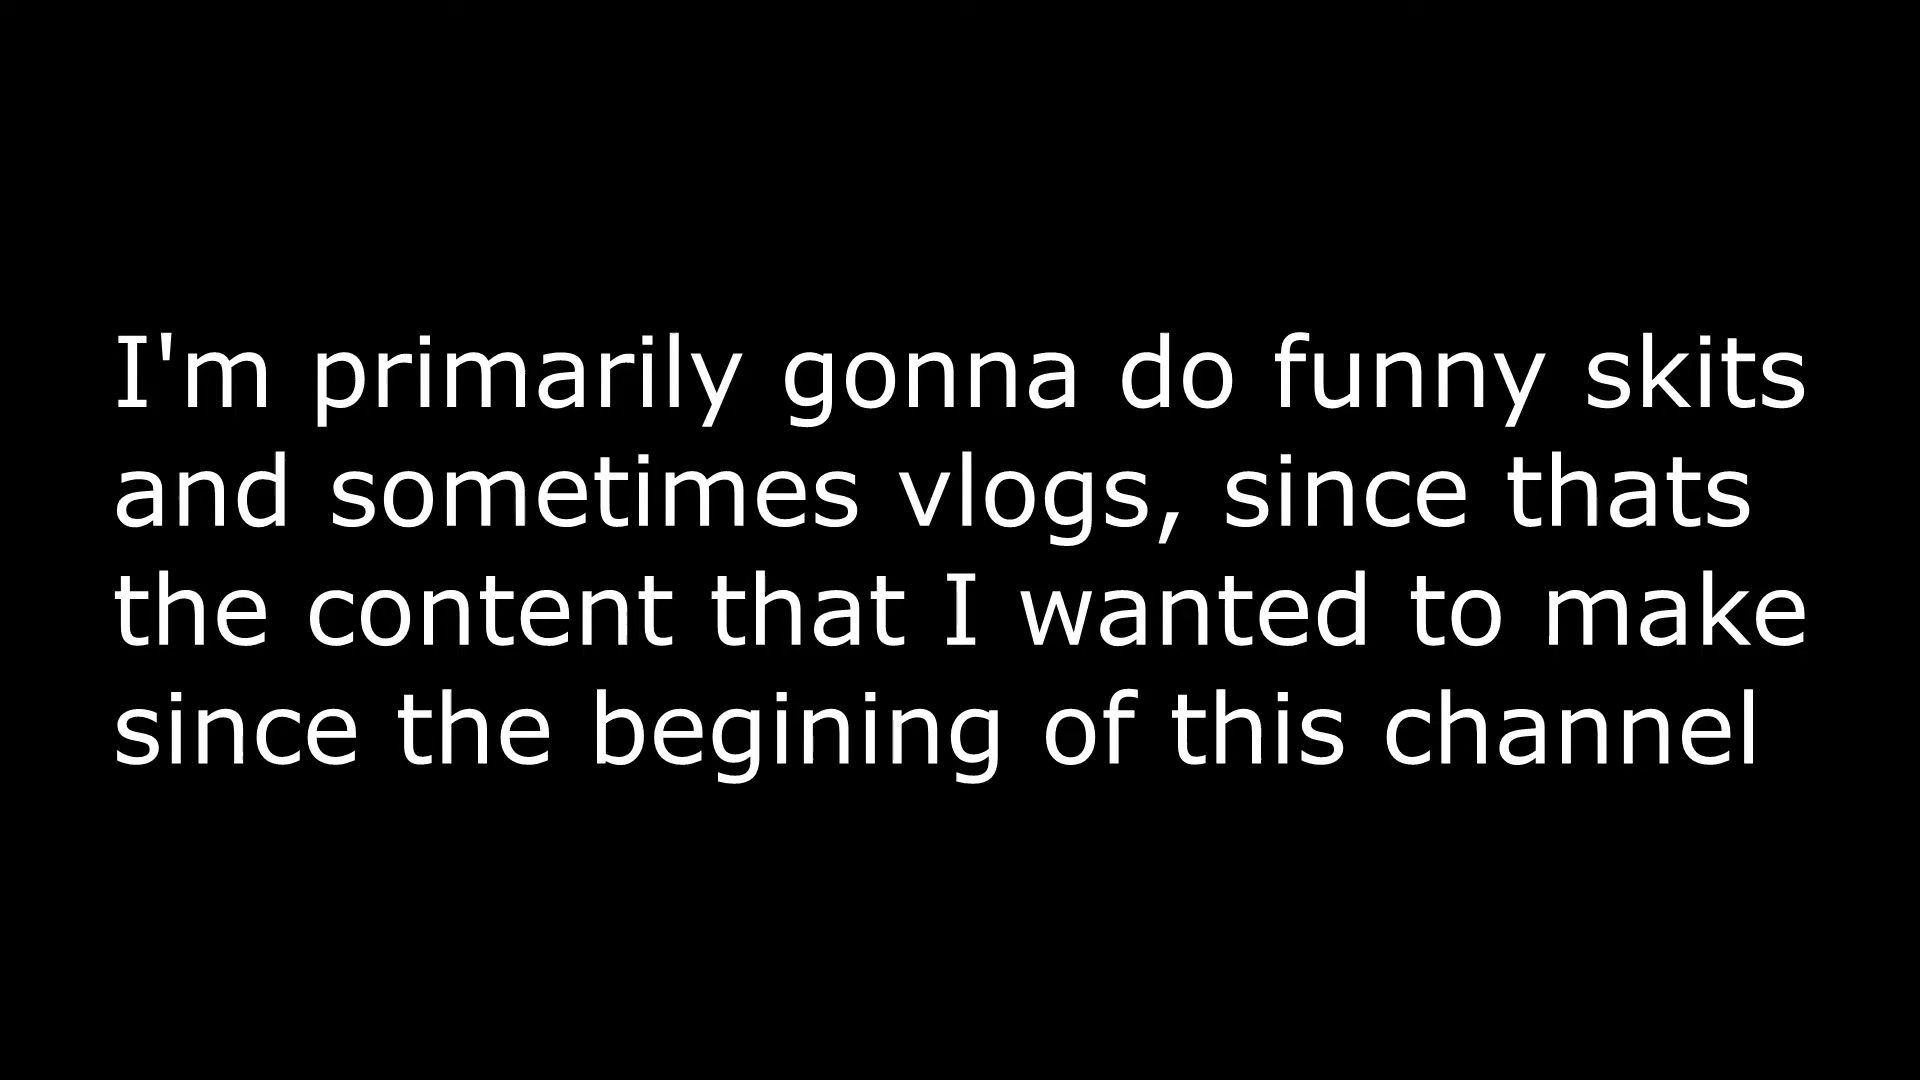 I'm primarily gonna do funny skits
and sometimes vlogs, since thats
the content that I wanted to make
since the begining of this channel